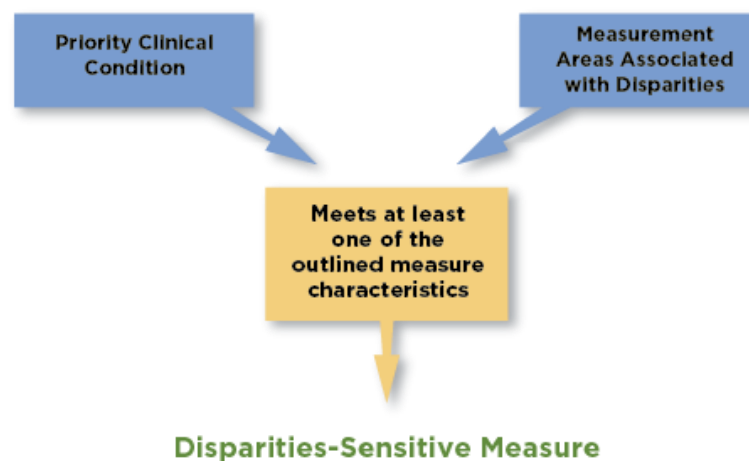 Priority Clinical
Condition
Measurement
Areas Associated
with Disparities
Meets at least
one of the
outlined measure
characteristics
Disparities-Sensitive Measure